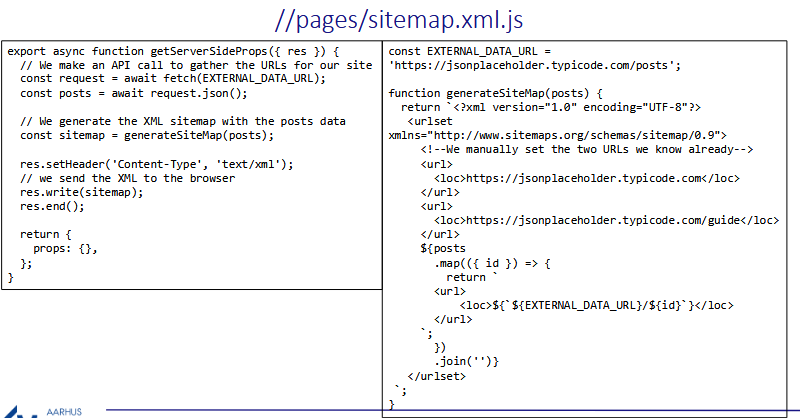 //pages/sitemap.xml.js
export async function getServerSideProps({ res }) {
  // We make an API call to gather the URLs for our site
  const request = await fetch(EXTERNAL_DATA_URL);
  const posts = await request.json();

  // We generate the XML sitemap with the posts data
  const sitemap = generateSiteMap(posts);

  res.setHeader('Content-Type', 'text/xml');
  // we send the XML to the browser
  res.write(sitemap);
  res.end();

  return {
    props: {},
  };
}
const EXTERNAL_DATA_URL =
'https://jsonplaceholder.typicode.com/posts';

function generateSiteMap(posts) {
  return `<?xml version="1.0" encoding="UTF-8"?>
   <urlset
xmlns="http://www.sitemaps.org/schemas/sitemap/0.9">
     <!--We manually set the two URLs we know already-->
     <url>
       <loc>https://jsonplaceholder.typicode.com</loc>
     </url>
     <url>
       <loc>https://jsonplaceholder.typicode.com/guide</loc>
     </url>
     ${posts
       .map(({ id }) => {
         return `
       <url>
           <loc>${`${EXTERNAL_DATA_URL}/${id}`}</loc>
       </url>
     `;
       })
       .join('')}
   </urlset>
 `;
}
AARHUS